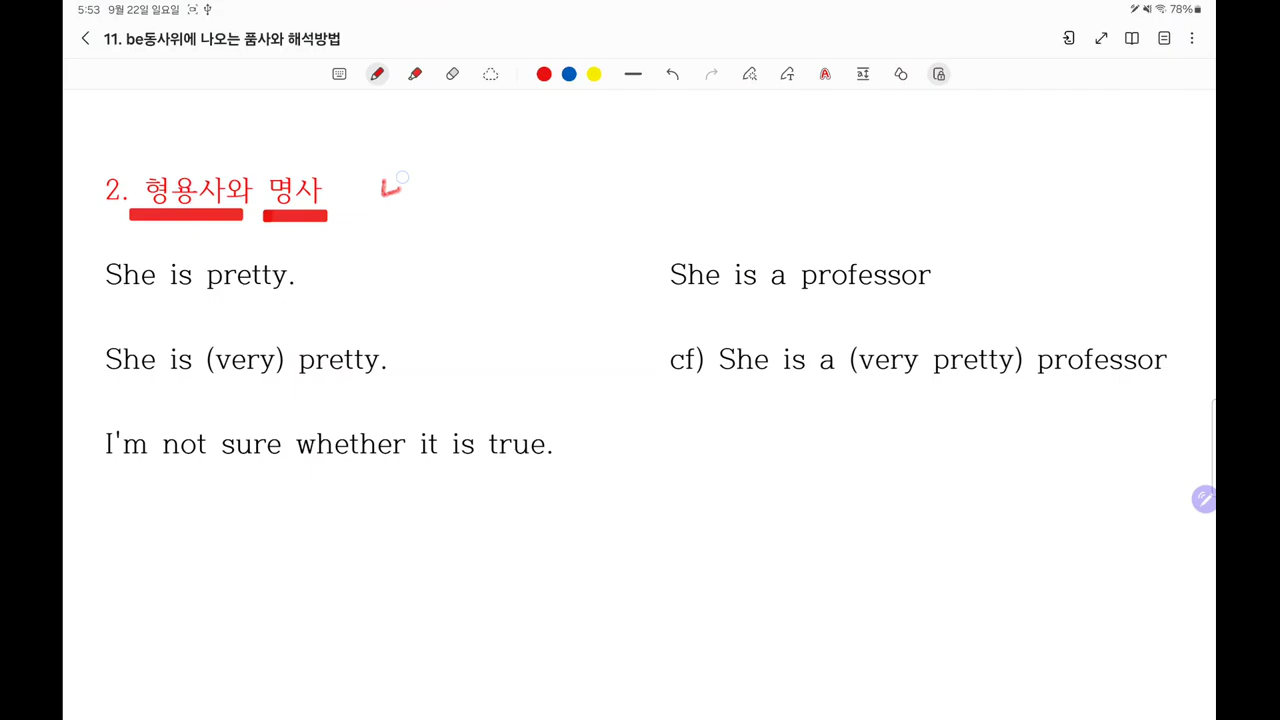 5:53 9월 22일 일요일 78%
11. be동사위에 나오는 품사와 해석방법
2. 형용사와 명사 ㄴ
She is pretty.
She is a professor
She is (very) pretty.
cf) She is a (very pretty) professor
I'm not sure whether it is true.